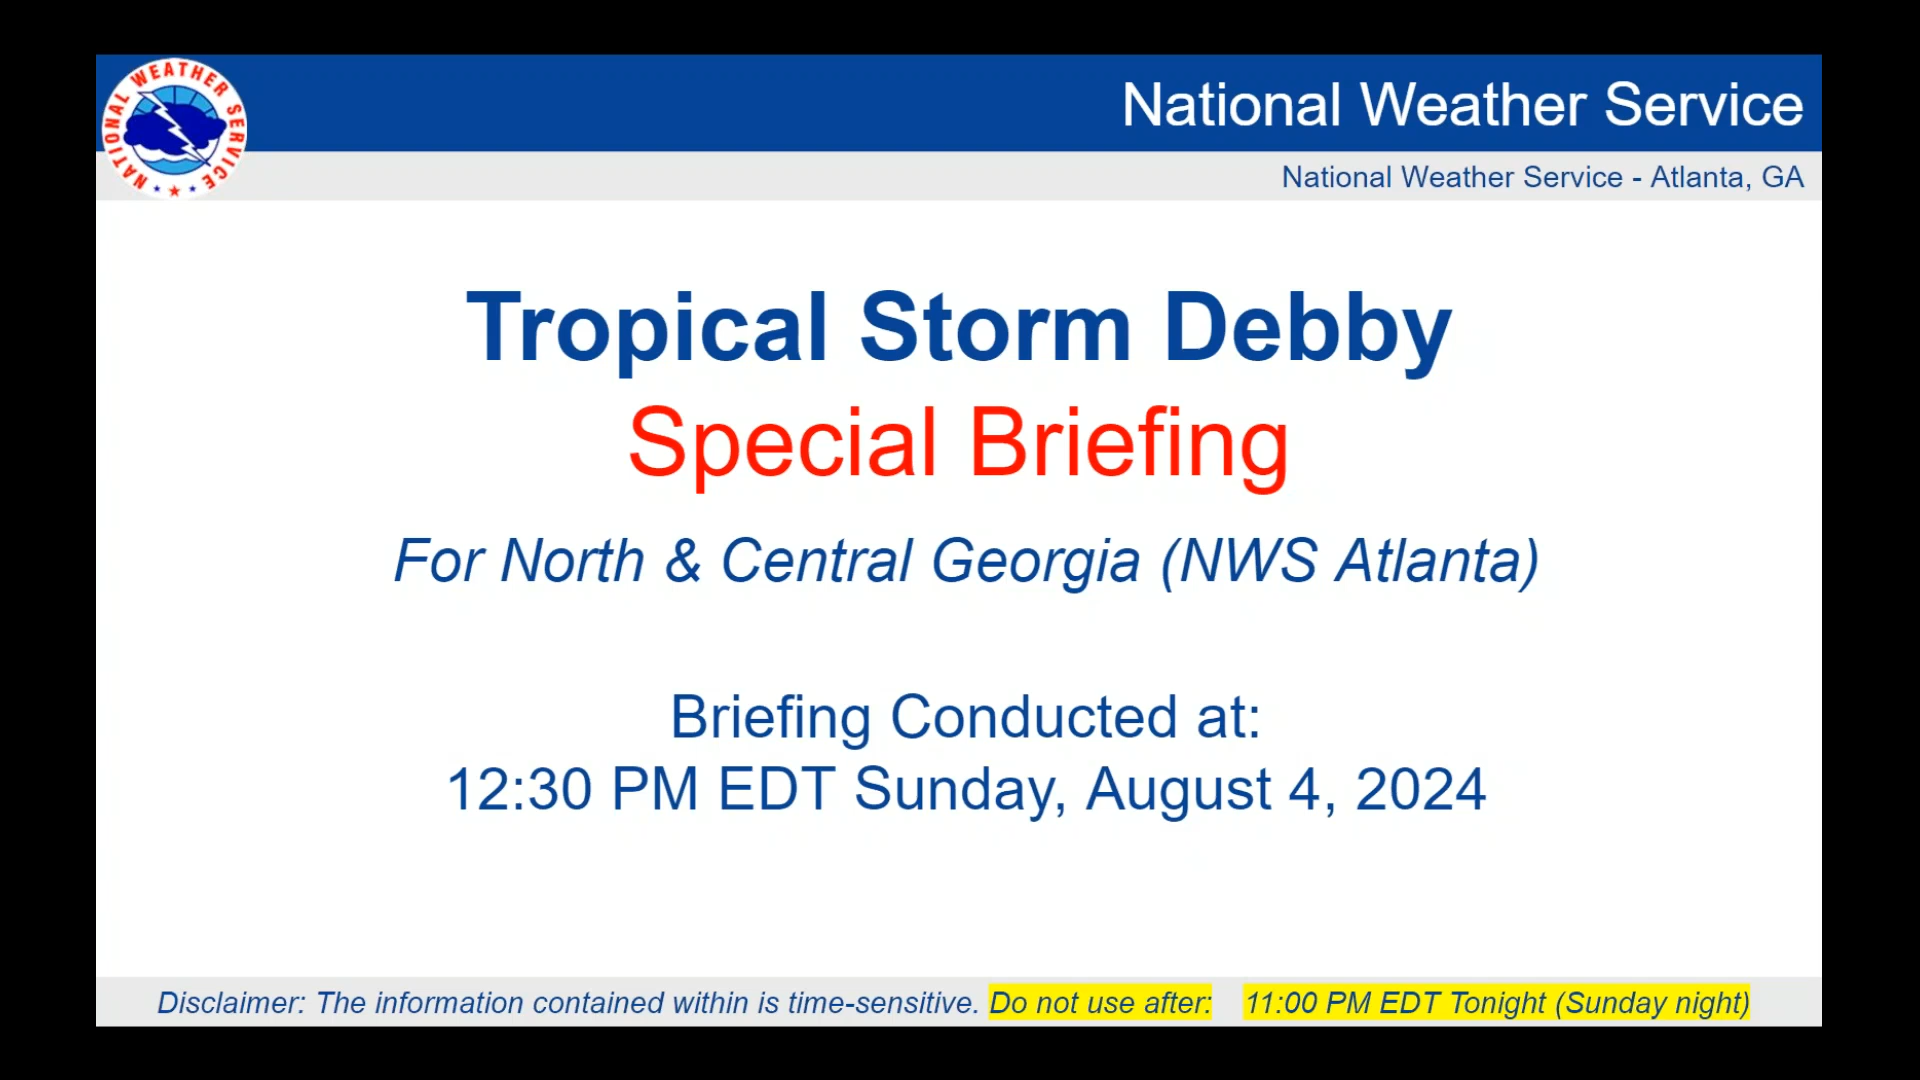 NATIONAL WEATHER SERVICE
National Weather Service
National Weather Service - Atlanta, GA
Tropical Storm Debby
Special Briefing
For North & Central Georgia (NWS Atlanta)
Briefing Conducted at:
12:30 PM EDT Sunday, August 4, 2024
Disclaimer: The information contained within is time-sensitive. Do not use after: 11:00 PM EDT Tonight (Sunday night)